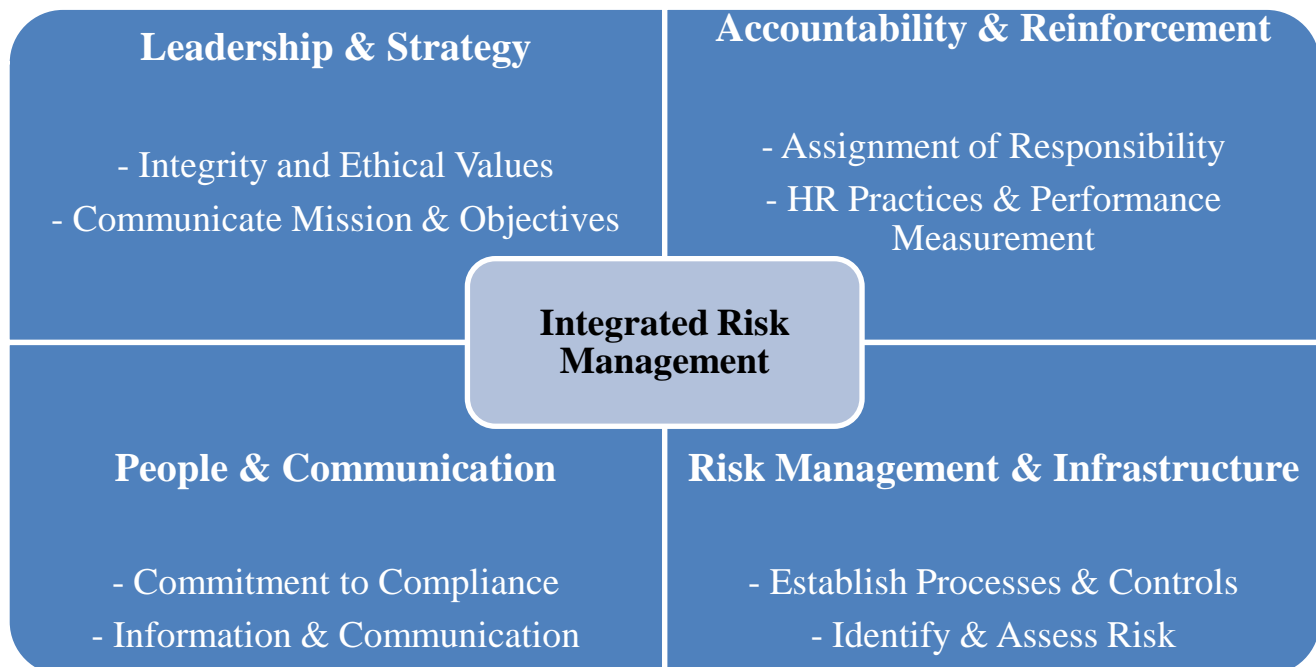 Leadership & Strategy
- Integrity and Ethical Values
- Communicate Mission & Objectives
Accountability & Reinforcement
- Assignment of Responsibility
- HR Practices & Performance
Measurement
Integrated Risk
Management
People & Communication
- Commitment to Compliance
- Information & Communication
Risk Management & Infrastructure
- Establish Processes & Controls
- Identify & Assess Risk